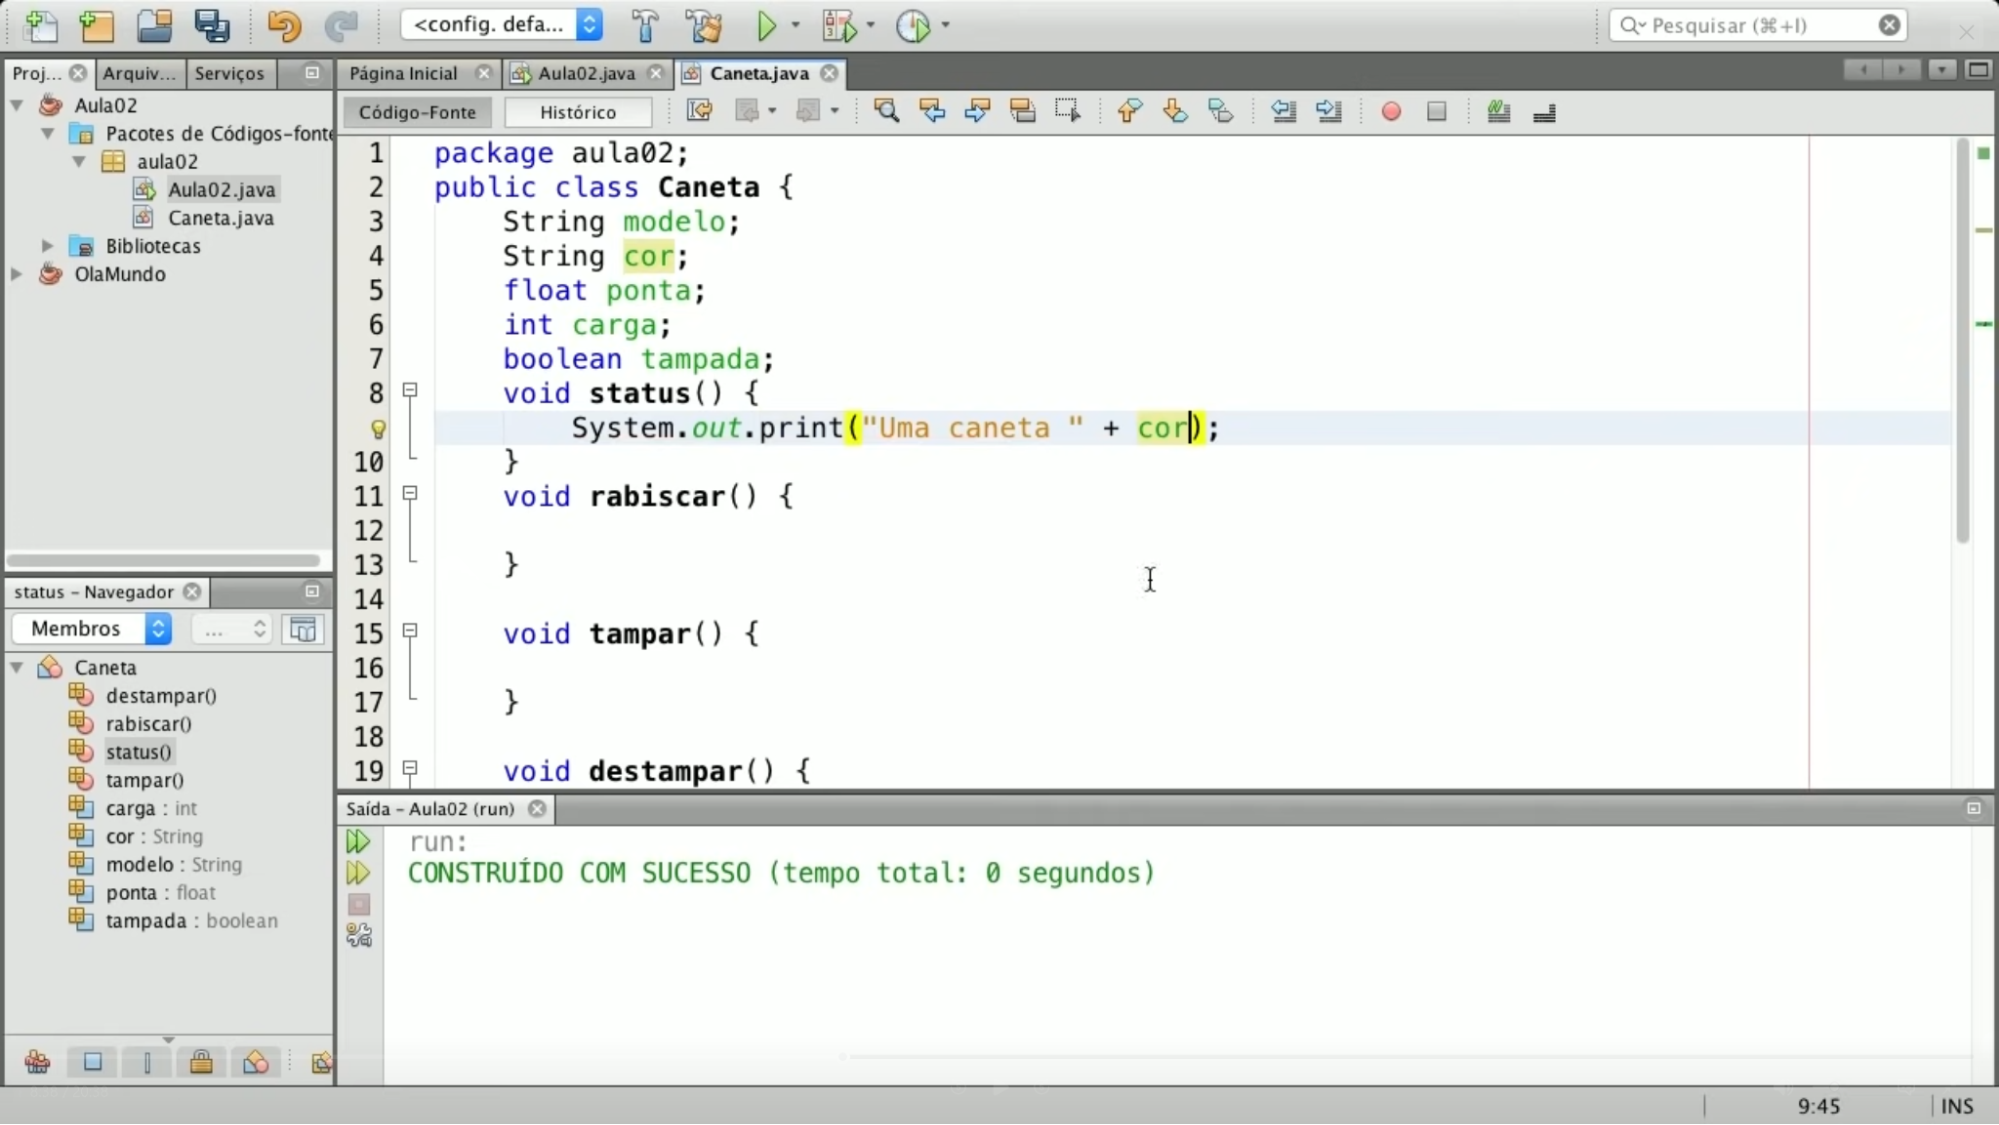 <config. defa...
Pesquisar (⌘+I)
Proj...
Arquiv...
Serviços
Página Inicial
Aula02.java
Caneta.java
Código-Fonte
Histórico
Aula02
Pacotes de Códigos-fonte
aula02
Aula02.java
Caneta.java
Bibliotecas
OlaMundo
1 package aula02;
2 public class Caneta {
3 String modelo;
4 String cor;
5 float ponta;
6 int carga;
7 boolean tampada;
8 void status() {
System.out.print("Uma caneta " + cor);
10 }
11 void rabiscar() {
12
13 }
14
15 void tampar() {
16
17 }
18
19 void destampar() {
status – Navegador
Membros
...
Caneta
destampar()
rabiscar()
status()
tampar()
carga : int
cor : String
modelo : String
ponta : float
tampada : boolean
Saída – Aula02 (run)
run:
CONSTRUÍDO COM SUCESSO (tempo total: 0 segundos)
9:45
INS